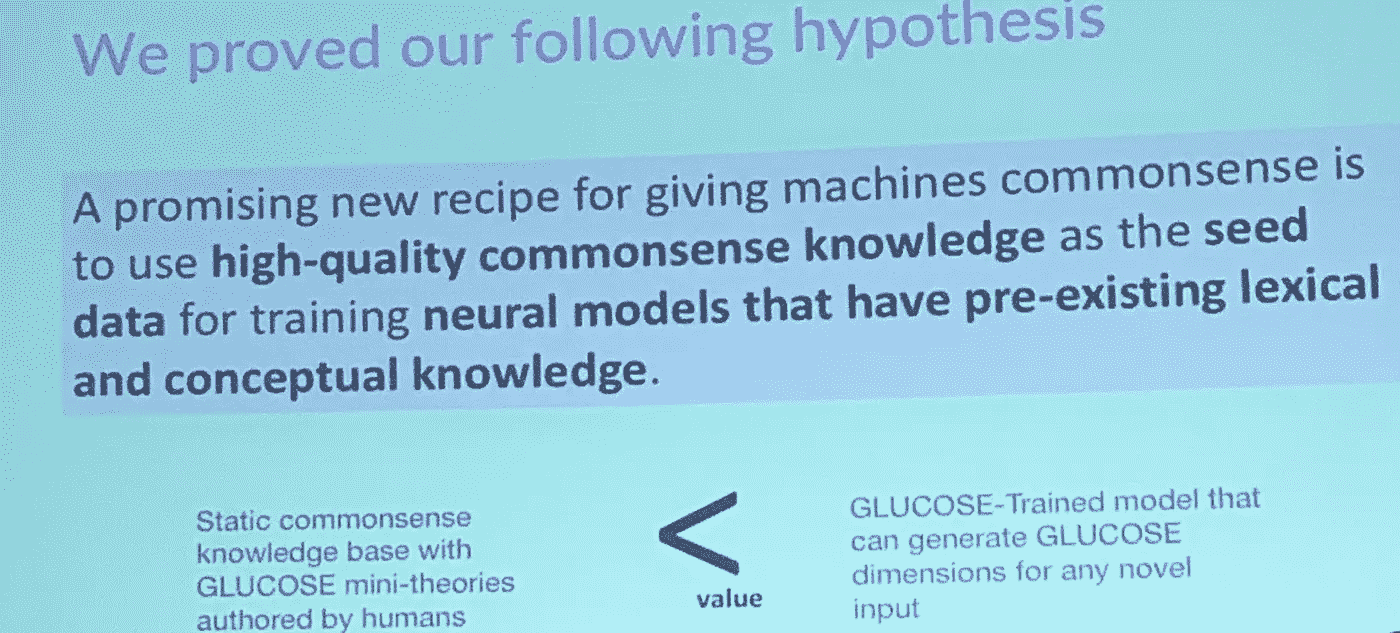 We proved our following hypothesis
A promising new recipe for giving machines commonsense is
to use high-quality commonsense knowledge as the seed
data for training neural models that have pre-existing lexical
and conceptual knowledge.
Static commonsense
knowledge base with
GLUCOSE mini-theories
authored by humans
<
value
GLUCOSE-Trained model that
can generate GLUCOSE
dimensions for any novel
input